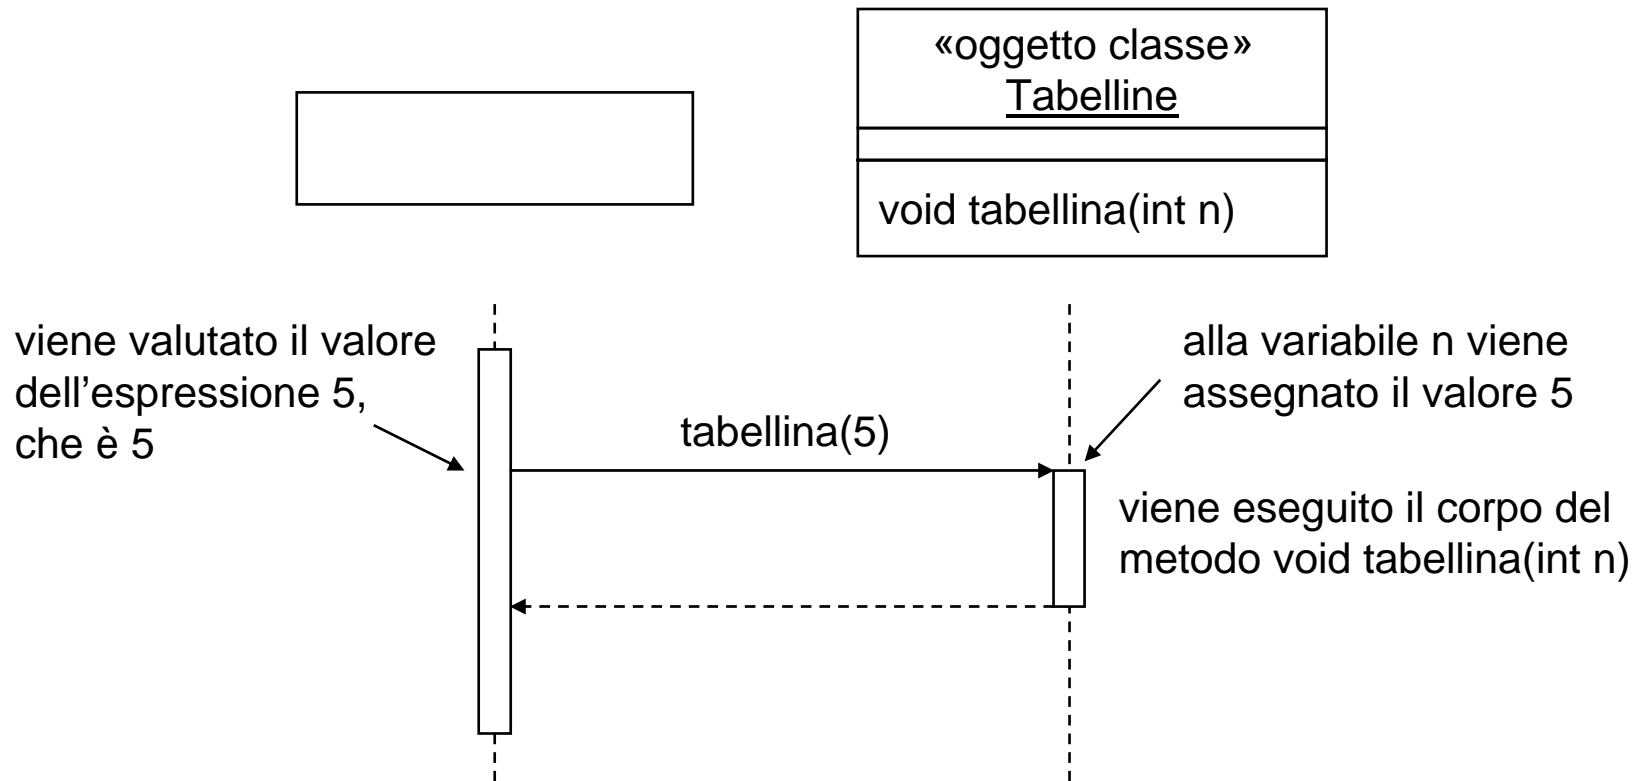 «oggetto classe»
Tabelline
void tabellina(int n)
viene valutato il valore
dell’espressione 5,
che è 5
tabellina(5)
alla variabile n viene
assegnato il valore 5
viene eseguito il corpo del
metodo void tabellina(int n)